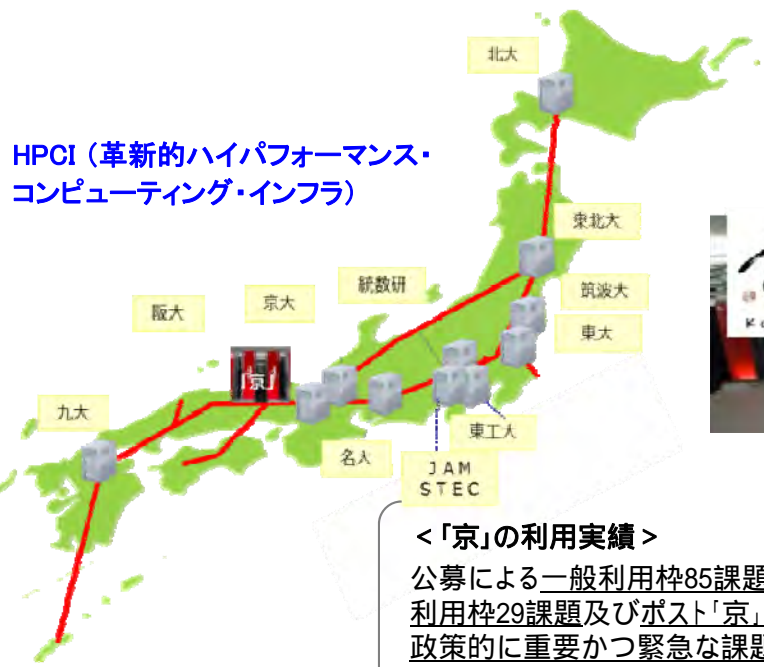 北大
HPCI（革新的ハイパフォーマンス・
コンピューティング・インフラ）
東北大
統数研
筑波大
京大
阪大
東大
「京」
九大
東工大
名大
JAM
STEC
＜「京」の利用実績＞
公募による一般利用枠85課題
利用枠29課題及びポスト「京」
政策的に重要かつ緊急な課題